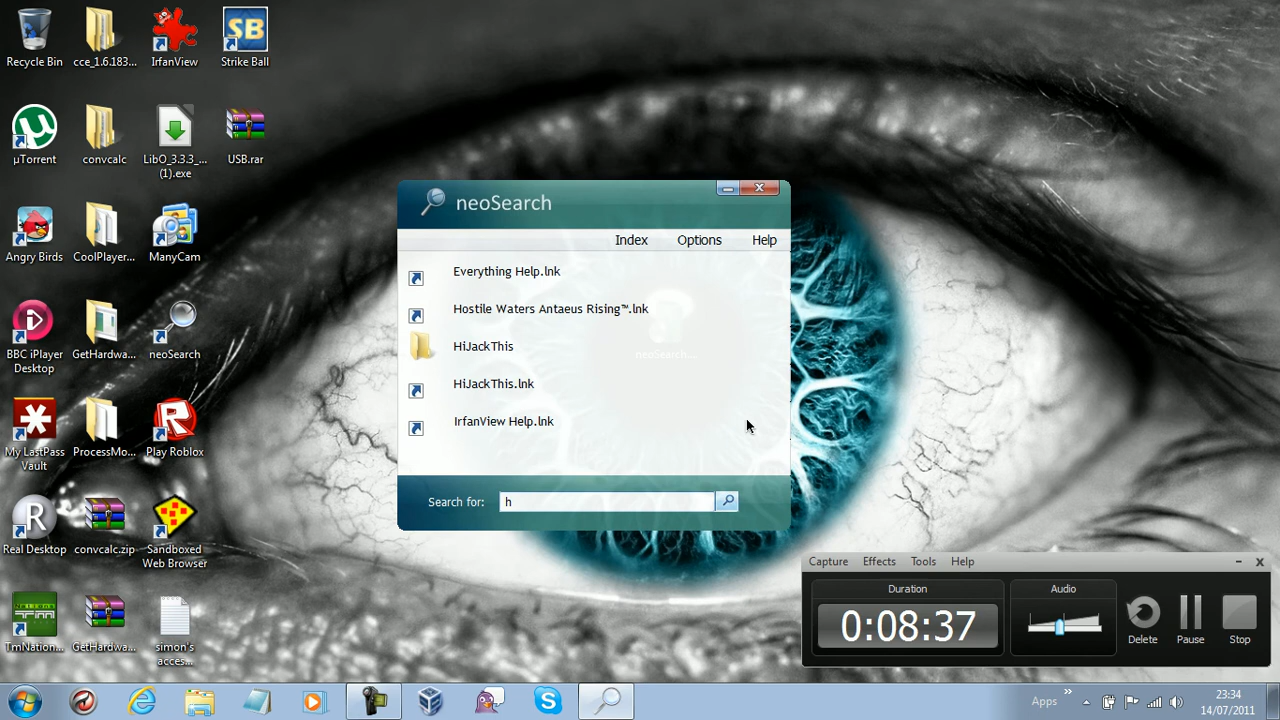 Recycle Bin
cce_1.6.183...
IrfanView
Strike Ball
SB
µTorrent
convcalc
LibO_3.3.3_...
(1).exe
USB.rar
Angry Birds
CoolPlayer...
ManyCam
BBC iPlayer
Desktop
GetHardwa...
neoSearch
My LastPass
Vault
ProcessMo...
Play Roblox
R
Real Desktop
convcalc.zip
Sandboxed
Web Browser
TM
TmNation...
GetHardwa...
simon's
acces...
neoSearch
Index
Options
Help
Everything Help.lnk
Hostile Waters Antaeus Rising™.lnk
HiJackThis
neoSearch...
HiJackThis.lnk
IrfanView Help.lnk
Search for:
h
Capture
Effects
Tools
Help
Duration
0:08:37
Audio
Delete
Pause
Stop
Apps
23:34
14/07/2011